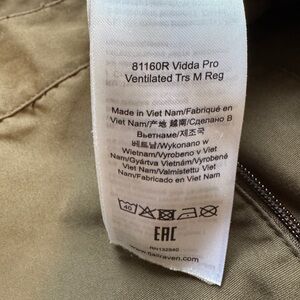 81160R Vidda Pro
Ventilated Trs M Reg
Made in Viet Nam/Fabriqué en
Viet Nam/产地 越南/Сделано В
Вьетнаме/제조국
베트남/Wykonano w
Wietnam/Vyrobeno v Viet
Nam/Gyártva Vietnám/Vyrobené v
Viet Nam/Valmistettu Viet
Nam/Fabricado en Viet Nam
40
EAC
www.fjallraven.com